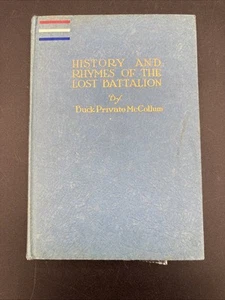 HISTORY AND
RHYMES OF THE
LOST BATTALION
By
Buck Private McCollum